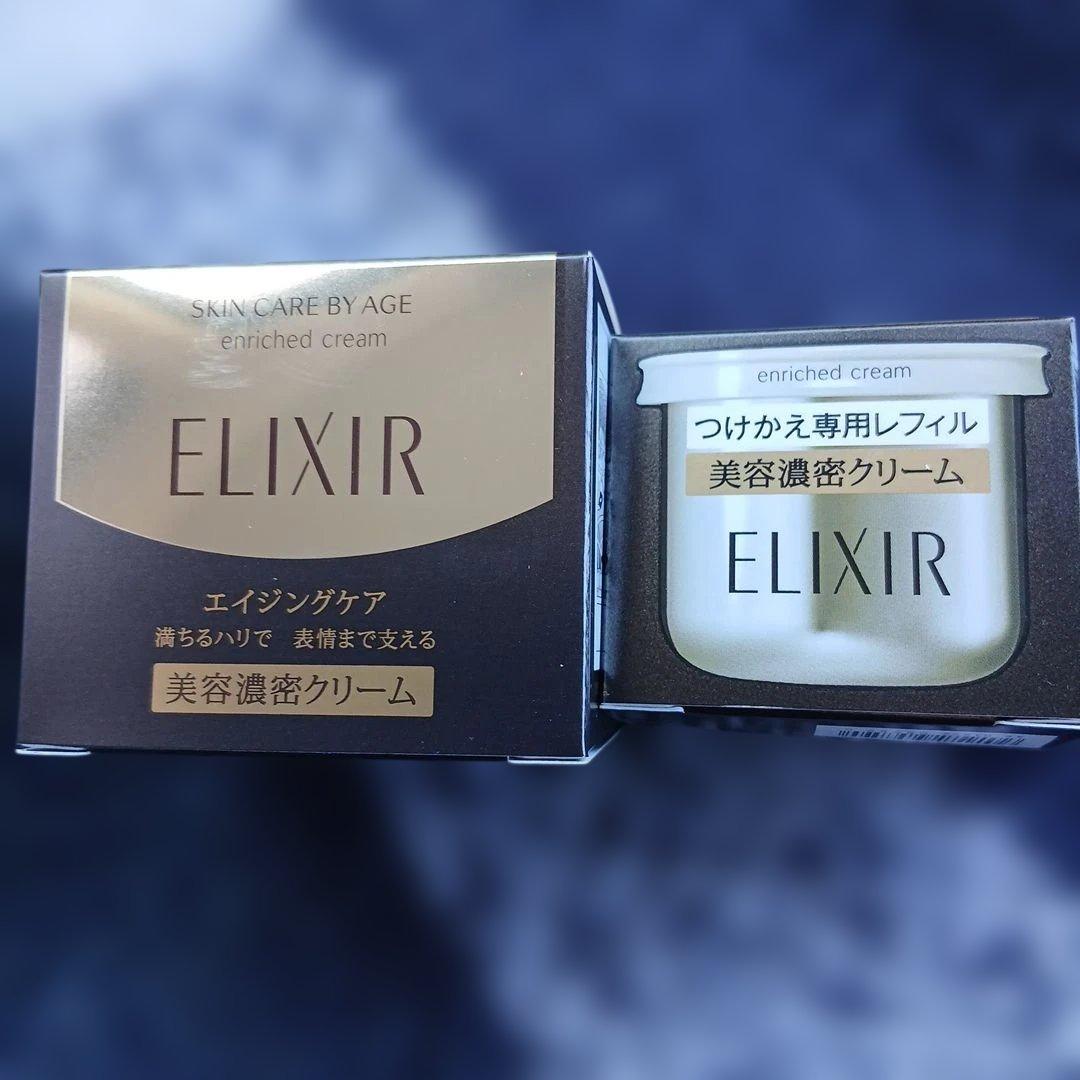 SKIN CARE BY AGE
enriched cream
ELIXIR
エイジングケア
満ちるハリで 表情まで支える
美容濃密クリーム
enriched cream
つけかえ専用レフィル
美容濃密クリーム
ELIXIR